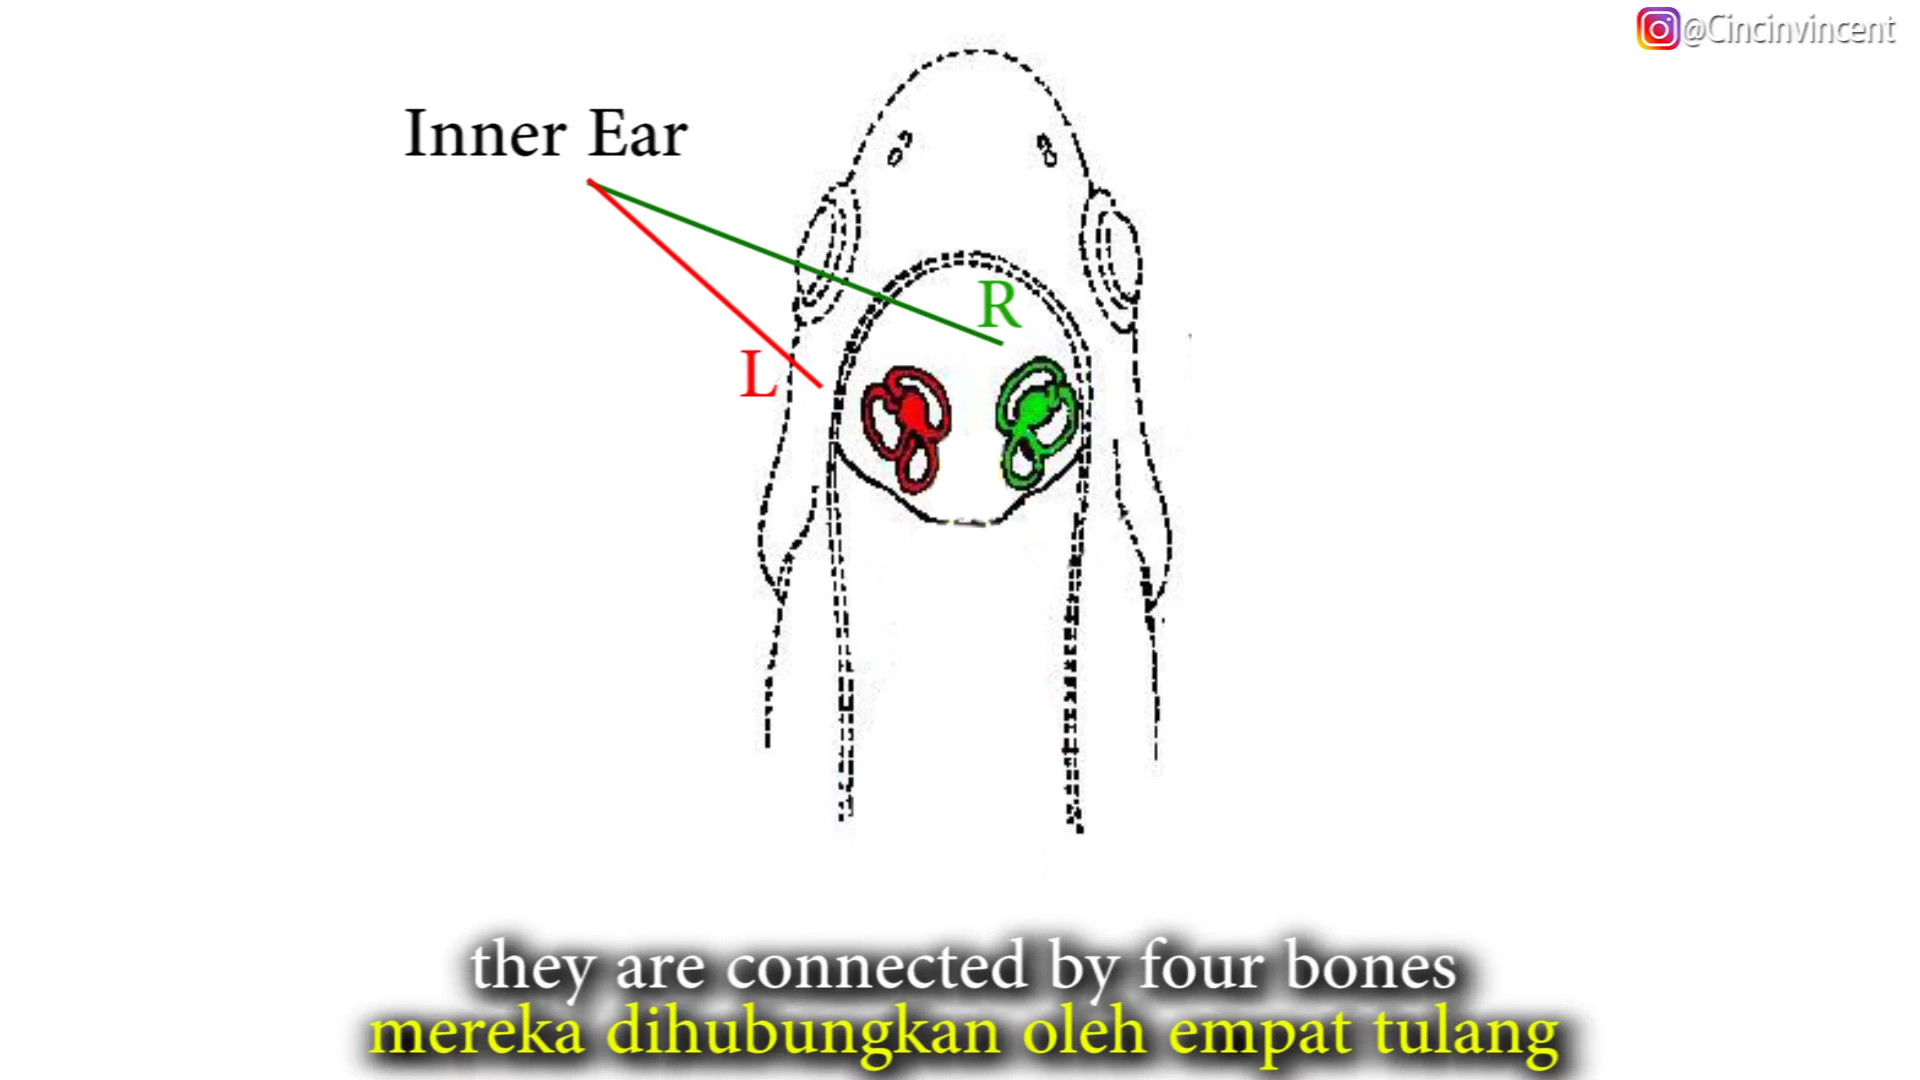 @Cincinvincent
Inner Ear
R
L
they are connected by four bones
mereka dihubungkan oleh empat tulang